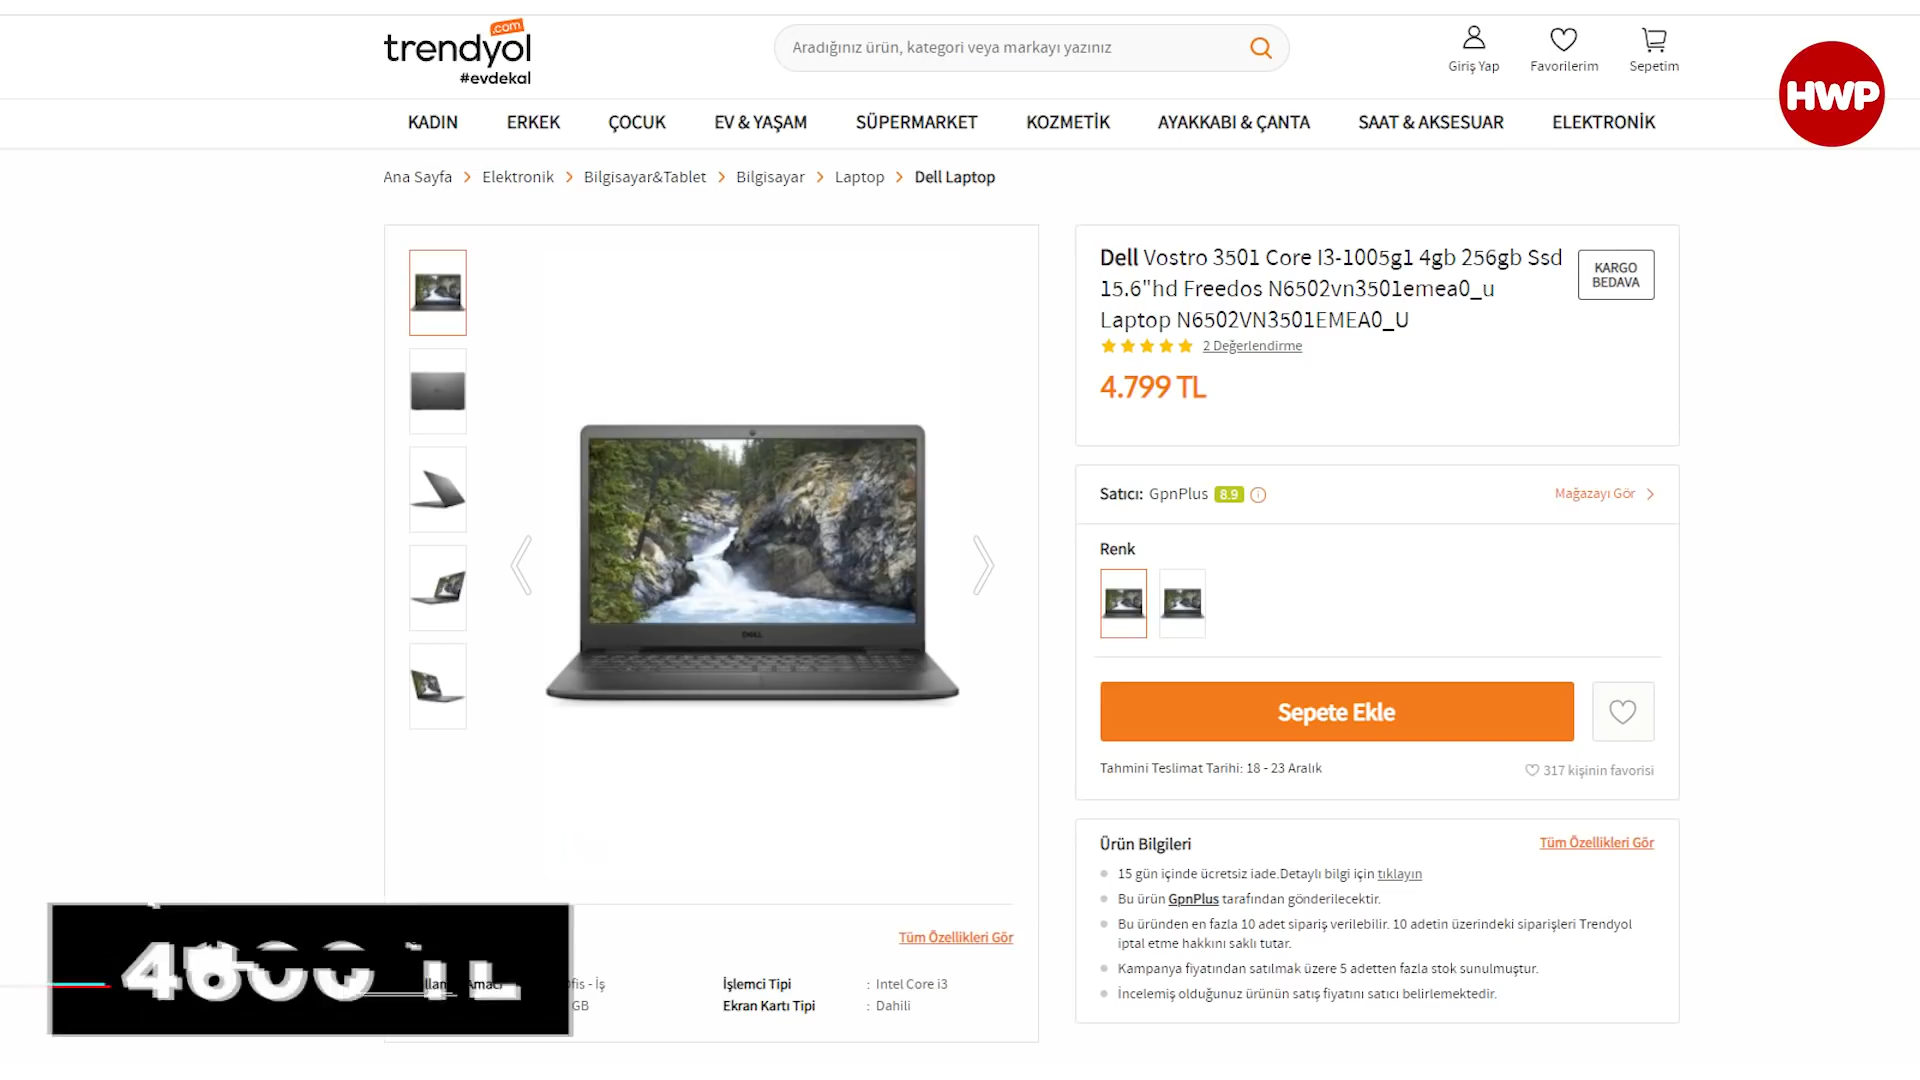 trendyol
.com
#evdekal
Aradığınız ürün, kategori veya markayı yazınız
Giriş Yap
Favorilerim
Sepetim
HWP
KADIN
ERKEK
ÇOCUK
EV & YAŞAM
SÜPERMARKET
KOZMETİK
AYAKKABI & ÇANTA
SAAT & AKSESUAR
ELEKTRONİK
Ana Sayfa > Elektronik > Bilgisayar&Tablet > Bilgisayar > Laptop > Dell Laptop
Dell Vostro 3501 Core I3-1005g1 4gb 256gb Ssd
15.6"hd Freedos N6502vn3501emea0_u
Laptop N6502VN3501EMEA0_U
KARGO
BEDAVA
2 Değerlendirme
4.799 TL
Satıcı: GpnPlus 8.9
Mağazayı Gör
Renk
DELL
Sepete Ekle
Tahmini Teslimat Tarihi: 18 - 23 Aralık
317 kişinin favorisi
Ürün Bilgileri
Tüm Özellikleri Gör
15 gün içinde ücretsiz iade.Detaylı bilgi için tıklayın
Bu ürün GpnPlus tarafından gönderilecektir.
Bu üründen en fazla 10 adet sipariş verilebilir. 10 adetin üzerindeki siparişleri Trendyol
iptal etme hakkını saklı tutar.
Kampanya fiyatından satılmak üzere 5 adetten fazla stok sunulmuştur.
İncelemiş olduğunuz ürünün satış fiyatını satıcı belirlemektedir.
Tüm Özellikleri Gör
4800 TL
- İş
İşlemci Tipi : Intel Core i3
GB
Ekran Kartı Tipi : Dahili